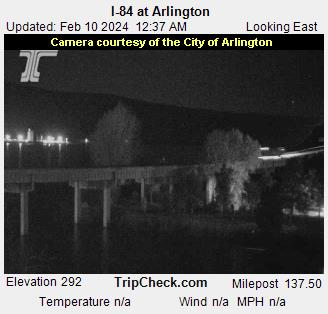 I-84 at Arlington
Updated: Feb 10 2024 12:37 AM Looking East
Camera courtesy of the City of Arlington
Elevation 292 TripCheck.com Milepost 137.50
Temperature n/a Wind n/a MPH n/a